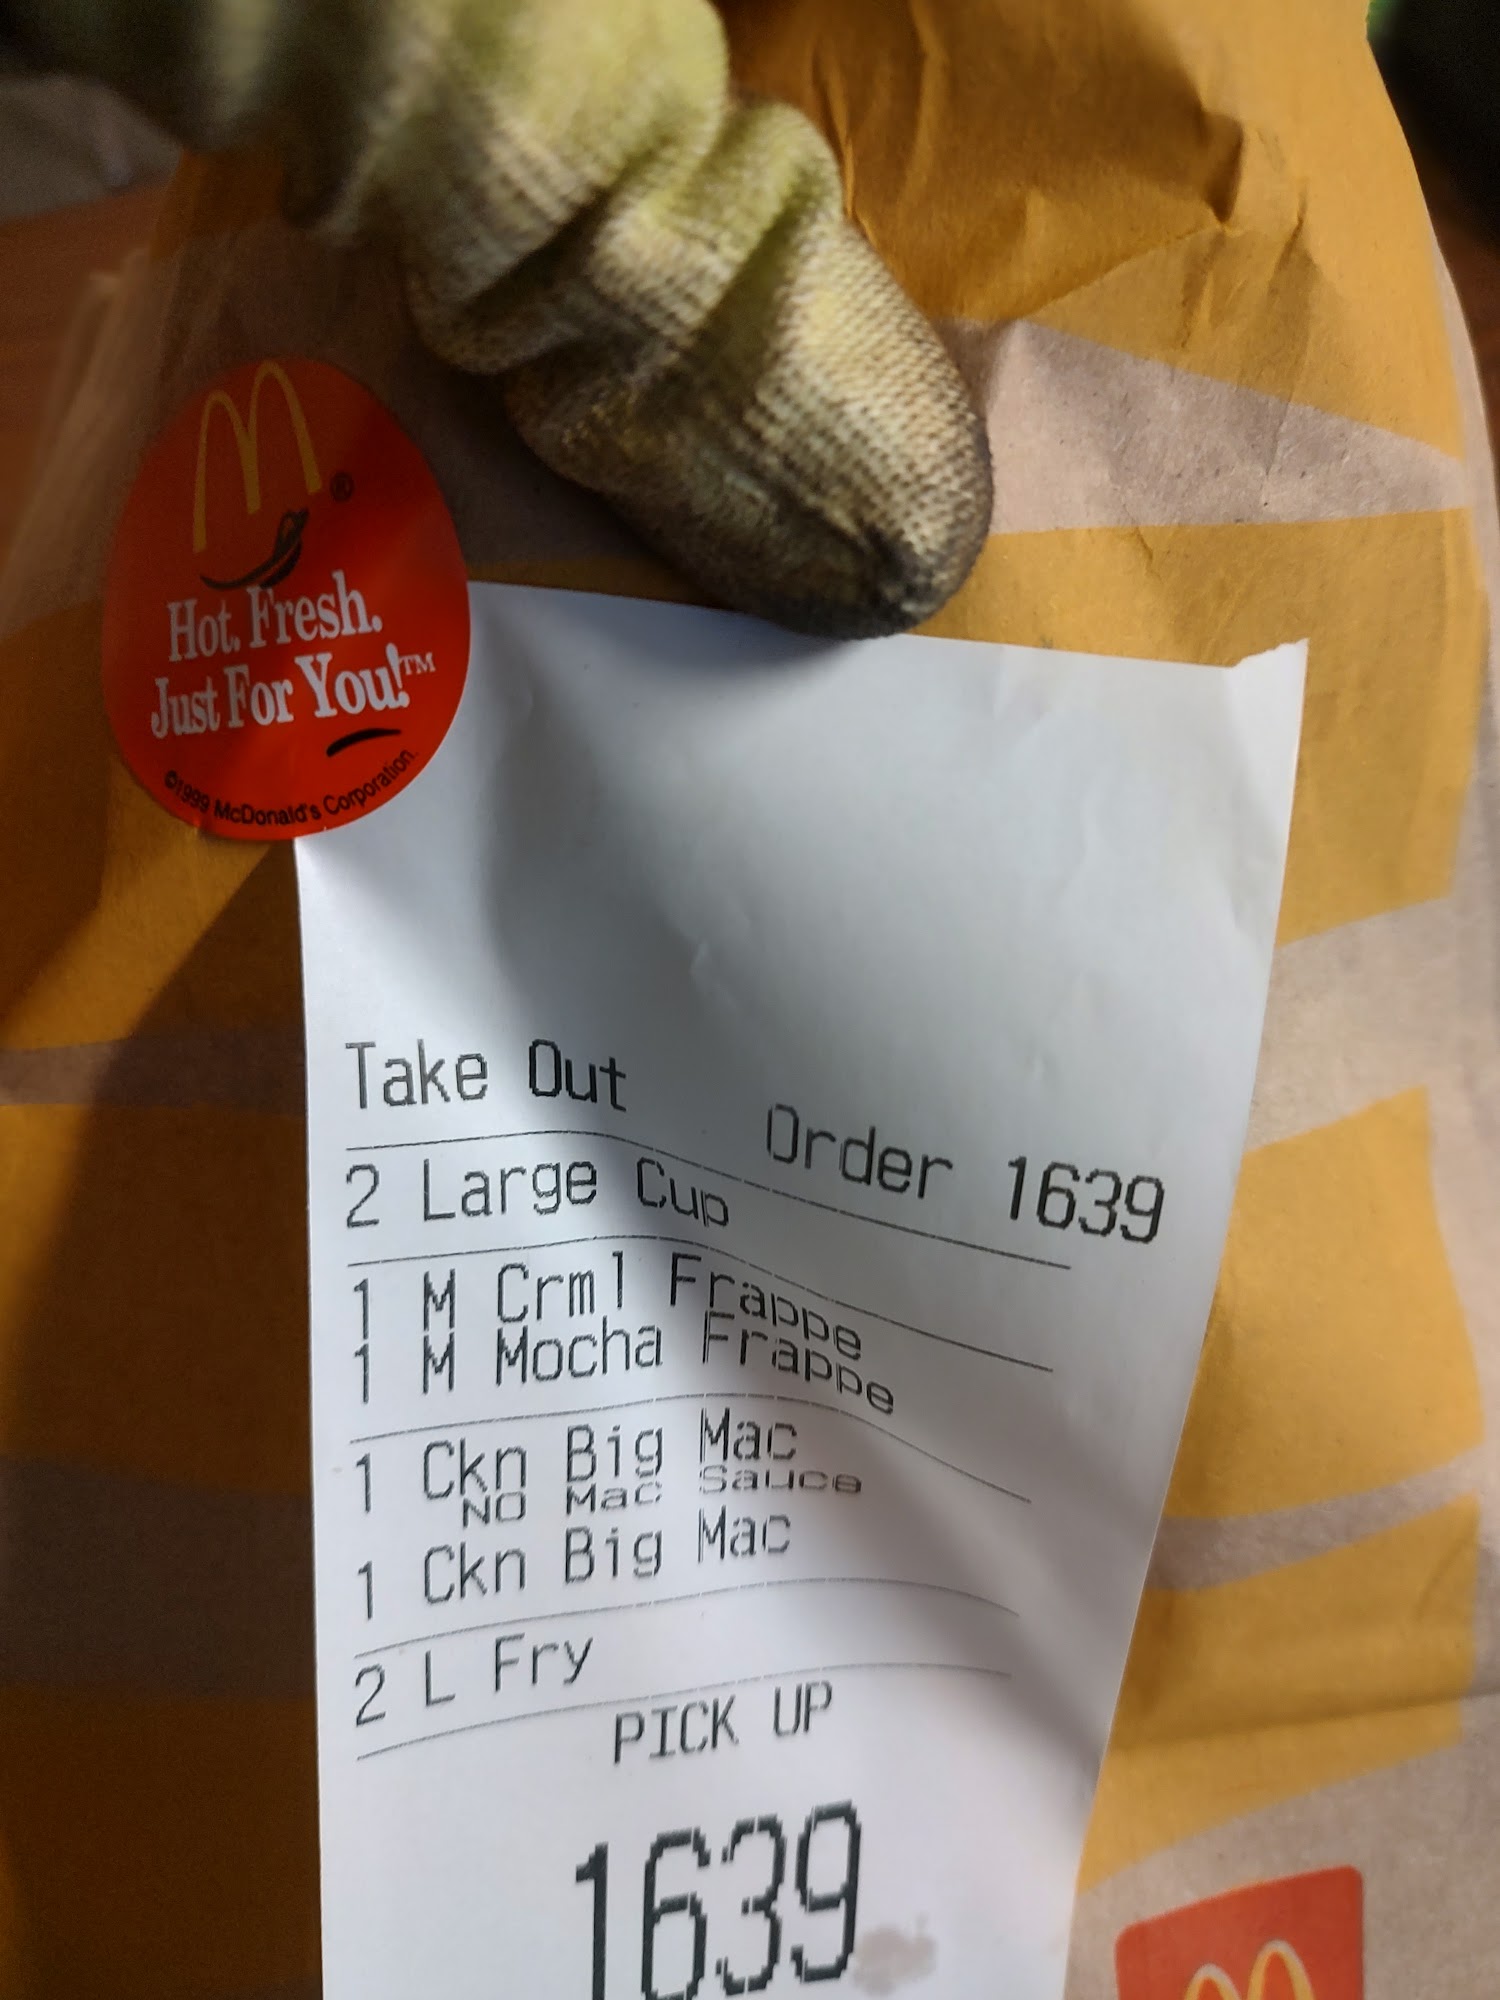 Hot. Fresh.
Just For You!™
©1999 McDonald's Corporation.
Take Out Order 1639
2 Large Cup
1 M Crml Frappe
1 M Mocha Frappe
1 Ckn Big Mac
NO Mac Sauce
1 Ckn Big Mac
2 L Fry
PICK UP
1639